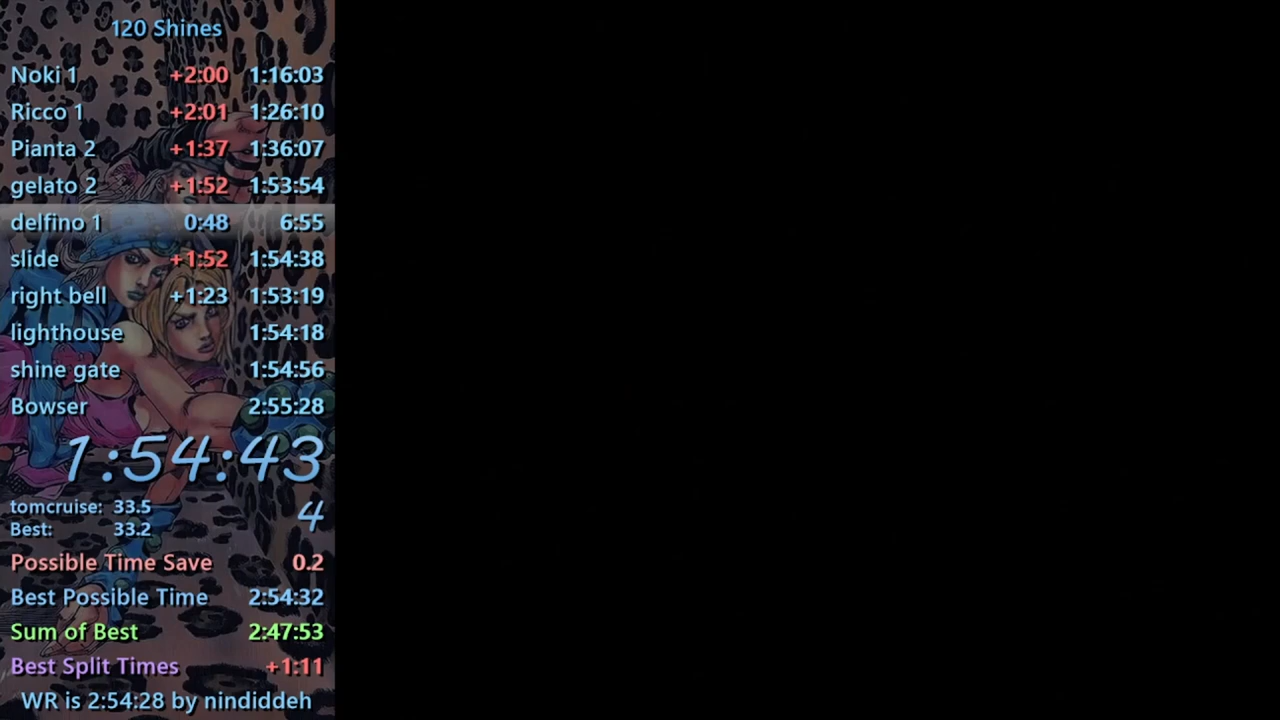 120 Shines
Noki 1 +2:00 1:16:03
Ricco 1 +2:01 1:26:10
Pianta 2 +1:37 1:36:07
gelato 2 +1:52 1:53:54
delfino 1 0:48 6:55
slide +1:52 1:54:38
right bell +1:23 1:53:19
lighthouse 1:54:18
shine gate 1:54:56
Bowser 2:55:28
1:54:43
tomcruise: 33.5 4
Best: 33.2
Possible Time Save 0.2
Best Possible Time 2:54:32
Sum of Best 2:47:53
Best Split Times +1:11
WR is 2:54:28 by nindiddeh